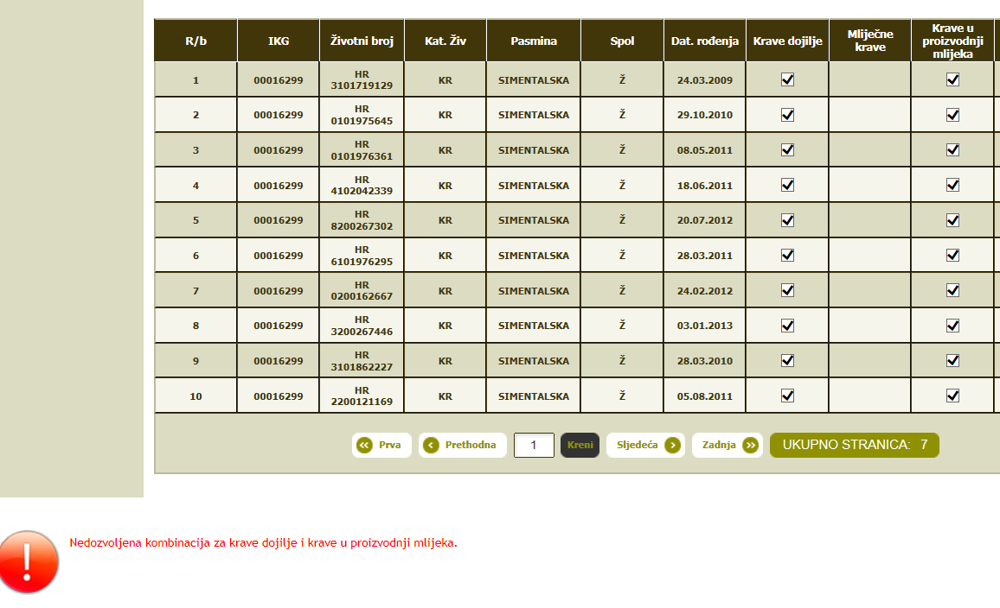 R/b IKG Životni broj Kat. Živ Pasmina Spol Dat. rođenja Krave dojilje Mliječne krave Krave u proizvodnji mlijeka
1 00016299 HR 3101719129 KR SIMENTALSKA Ž 24.03.2009
2 00016299 HR 0101975645 KR SIMENTALSKA Ž 29.10.2010
3 00016299 HR 0101976361 KR SIMENTALSKA Ž 08.05.2011
4 00016299 HR 4102042339 KR SIMENTALSKA Ž 18.06.2011
5 00016299 HR 8200267302 KR SIMENTALSKA Ž 20.07.2012
6 00016299 HR 6101976295 KR SIMENTALSKA Ž 28.03.2011
7 00016299 HR 0200162667 KR SIMENTALSKA Ž 24.02.2012
8 00016299 HR 3200267446 KR SIMENTALSKA Ž 03.01.2013
9 00016299 HR 3101862227 KR SIMENTALSKA Ž 28.03.2010
10 00016299 HR 2200121169 KR SIMENTALSKA Ž 05.08.2011
Prva Prethodna 1 Kreni Sljedeća Zadnja UKUPNO STRANICA: 7
Nedozvoljena kombinacija za krave dojilje i krave u proizvodnji mlijeka.